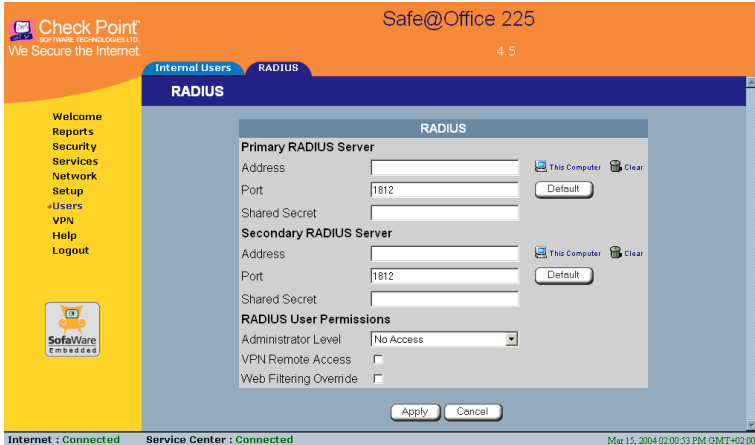 Check Point™
SOFTWARE TECHNOLOGIES LTD.
We Secure the Internet.
Safe@Office 225
4.5
Internal Users
RADIUS
RADIUS
Welcome
Reports
Security
Services
Network
Setup
Users
VPN
Help
Logout
SofaWare
Embedded
RADIUS
Primary RADIUS Server
Address This Computer Clear
Port 1812 Default
Shared Secret
Secondary RADIUS Server
Address This Computer Clear
Port 1812 Default
Shared Secret
RADIUS User Permissions
Administrator Level No Access
VPN Remote Access
Web Filtering Override
Apply Cancel
Internet : Connected Service Center : Connected Mar 15, 2004 02:00:53 PM GMT+02:00